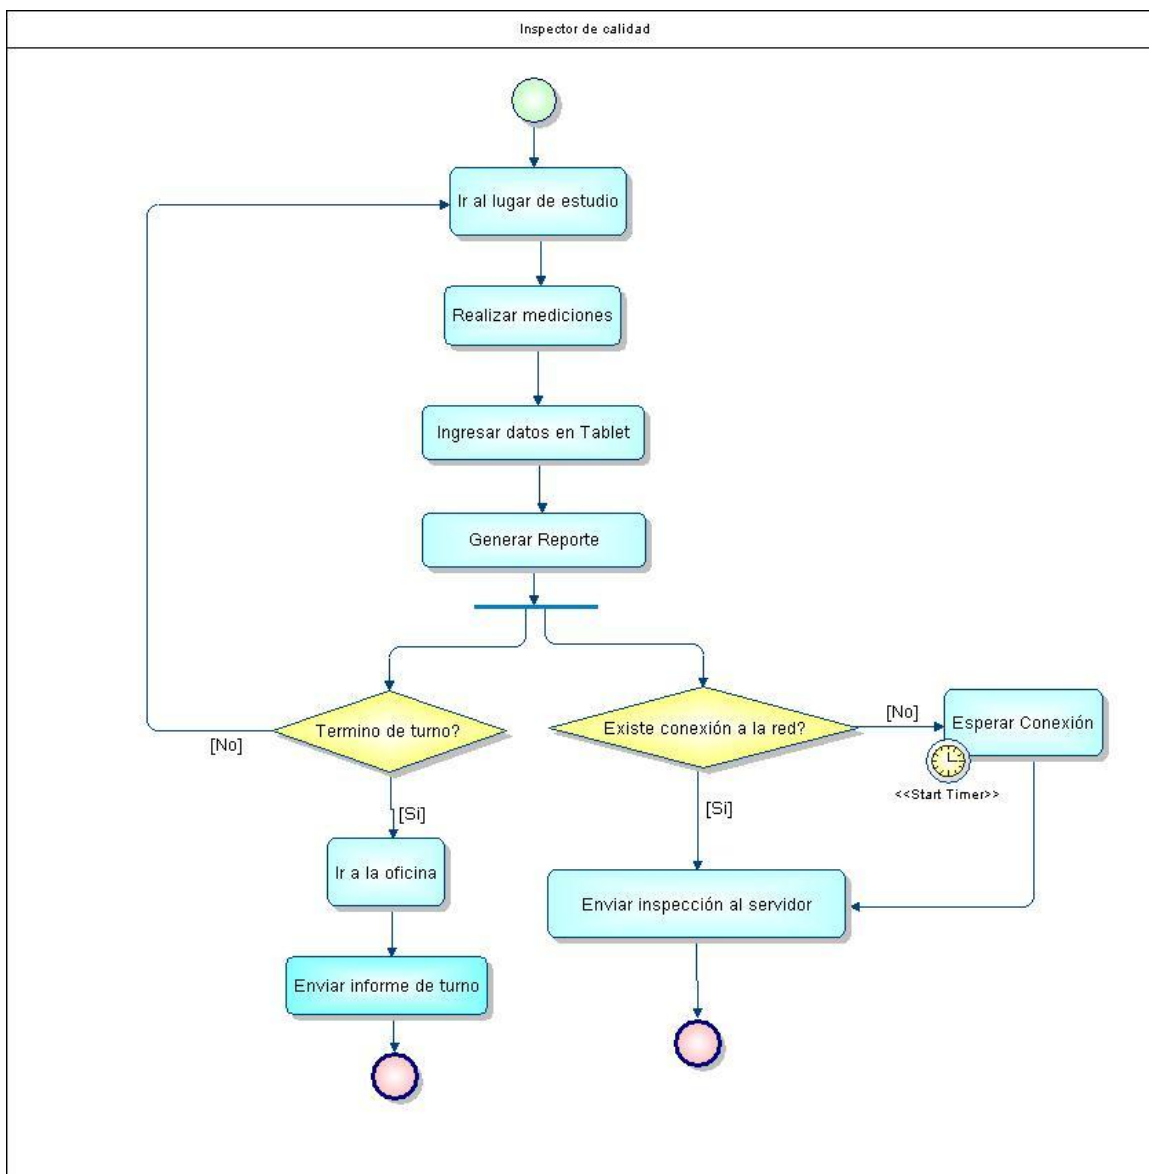 Inspector de calidad
Ir al lugar de estudio
Realizar mediciones
Ingresar datos en Tablet
Generar Reporte
Termino de turno?
[No]
[Si]
Existe conexión a la red?
[No]
Esperar Conexión
<<Start Timer>>
[Si]
Ir a la oficina
Enviar inspección al servidor
Enviar informe de turno